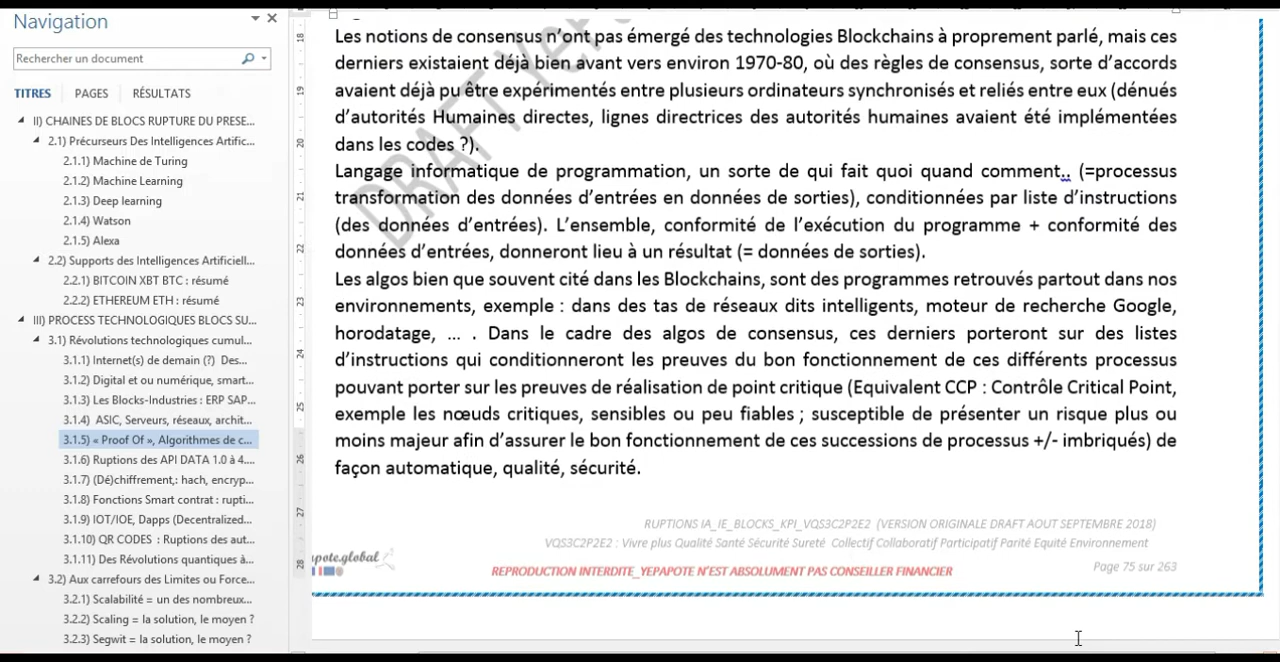 Navigation
Rechercher un document
TITRES PAGES RÉSULTATS
II) CHAINES DE BLOCS RUPTURE DU PRESE...
2.1) Précurseurs Des Intelligences Artific...
2.1.1) Machine de Turing
2.1.2) Machine Learning
2.1.3) Deep learning
2.1.4) Watson
2.1.5) Alexa
2.2) Supports des Intelligences Artificiell...
2.2.1) BITCOIN XBT BTC : résumé
2.2.2) ETHEREUM ETH : résumé
III) PROCESS TECHNOLOGIQUES BLOCS SU...
3.1) Révolutions technologiques cumul...
3.1.1) Internet(s) de demain (?) Des...
3.1.2) Digital et ou numérique, smart...
3.1.3) Les Blocks-Industries : ERP SAP...
3.1.4) ASIC, Serveurs, réseaux, archit...
3.1.5) « Proof Of », Algorithmes de c...
3.1.6) Ruptions des API DATA 1.0 à 4....
3.1.7) (Dé)chiffrement,: hach, encryp...
3.1.8) Fonctions Smart contrat : rupti...
3.1.9) IOT/IOE, Dapps (Decentralized...
3.1.10) QR CODES : Ruptions des aut...
3.1.11) Des Révolutions quantiques à...
3.2) Aux carrefours des Limites ou Force...
3.2.1) Scalabilité = un des nombreux...
3.2.2) Scaling = la solution, le moyen ?
3.2.3) Segwit = la solution, le moyen ?
18
19
20
21
22
23
24
25
26
27
28
Les notions de consensus n’ont pas émergé des technologies Blockchains à proprement parlé, mais ces
derniers existaient déjà bien avant vers environ 1970-80, où des règles de consensus, sorte d’accords
avaient déjà pu être expérimentés entre plusieurs ordinateurs synchronisés et reliés entre eux (dénués
d’autorités Humaines directes, lignes directrices des autorités humaines avaient été implémentées
dans les codes ?).
Langage informatique de programmation, un sorte de qui fait quoi quand comment.. (=processus
transformation des données d’entrées en données de sorties), conditionnées par liste d’instructions
(des données d’entrées). L’ensemble, conformité de l’exécution du programme + conformité des
données d’entrées, donneront lieu à un résultat (= données de sorties).
Les algos bien que souvent cité dans les Blockchains, sont des programmes retrouvés partout dans nos
environnements, exemple : dans des tas de réseaux dits intelligents, moteur de recherche Google,
horodatage, ... . Dans le cadre des algos de consensus, ces derniers porteront sur des listes
d’instructions qui conditionneront les preuves du bon fonctionnement de ces différents processus
pouvant porter sur les preuves de réalisation de point critique (Equivalent CCP : Contrôle Critical Point,
exemple les nœuds critiques, sensibles ou peu fiables ; susceptible de présenter un risque plus ou
moins majeur afin d’assurer le bon fonctionnement de ces successions de processus +/- imbriqués) de
façon automatique, qualité, sécurité.
DRAFT Yep
RUPTIONS IA_IE_BLOCKS_KPI_VQS3C2P2E2 (VERSION ORIGINALE DRAFT AOUT SEPTEMBRE 2018)
VQS3C2P2E2 : Vivre plus Qualité Santé Sécurité Sureté Collectif Collaboratif Participatif Parité Equité Environnement
apote.global
REPRODUCTION INTERDITE_YEPAPOTE N’EST ABSOLUMENT PAS CONSEILLER FINANCIER
Page 75 sur 263